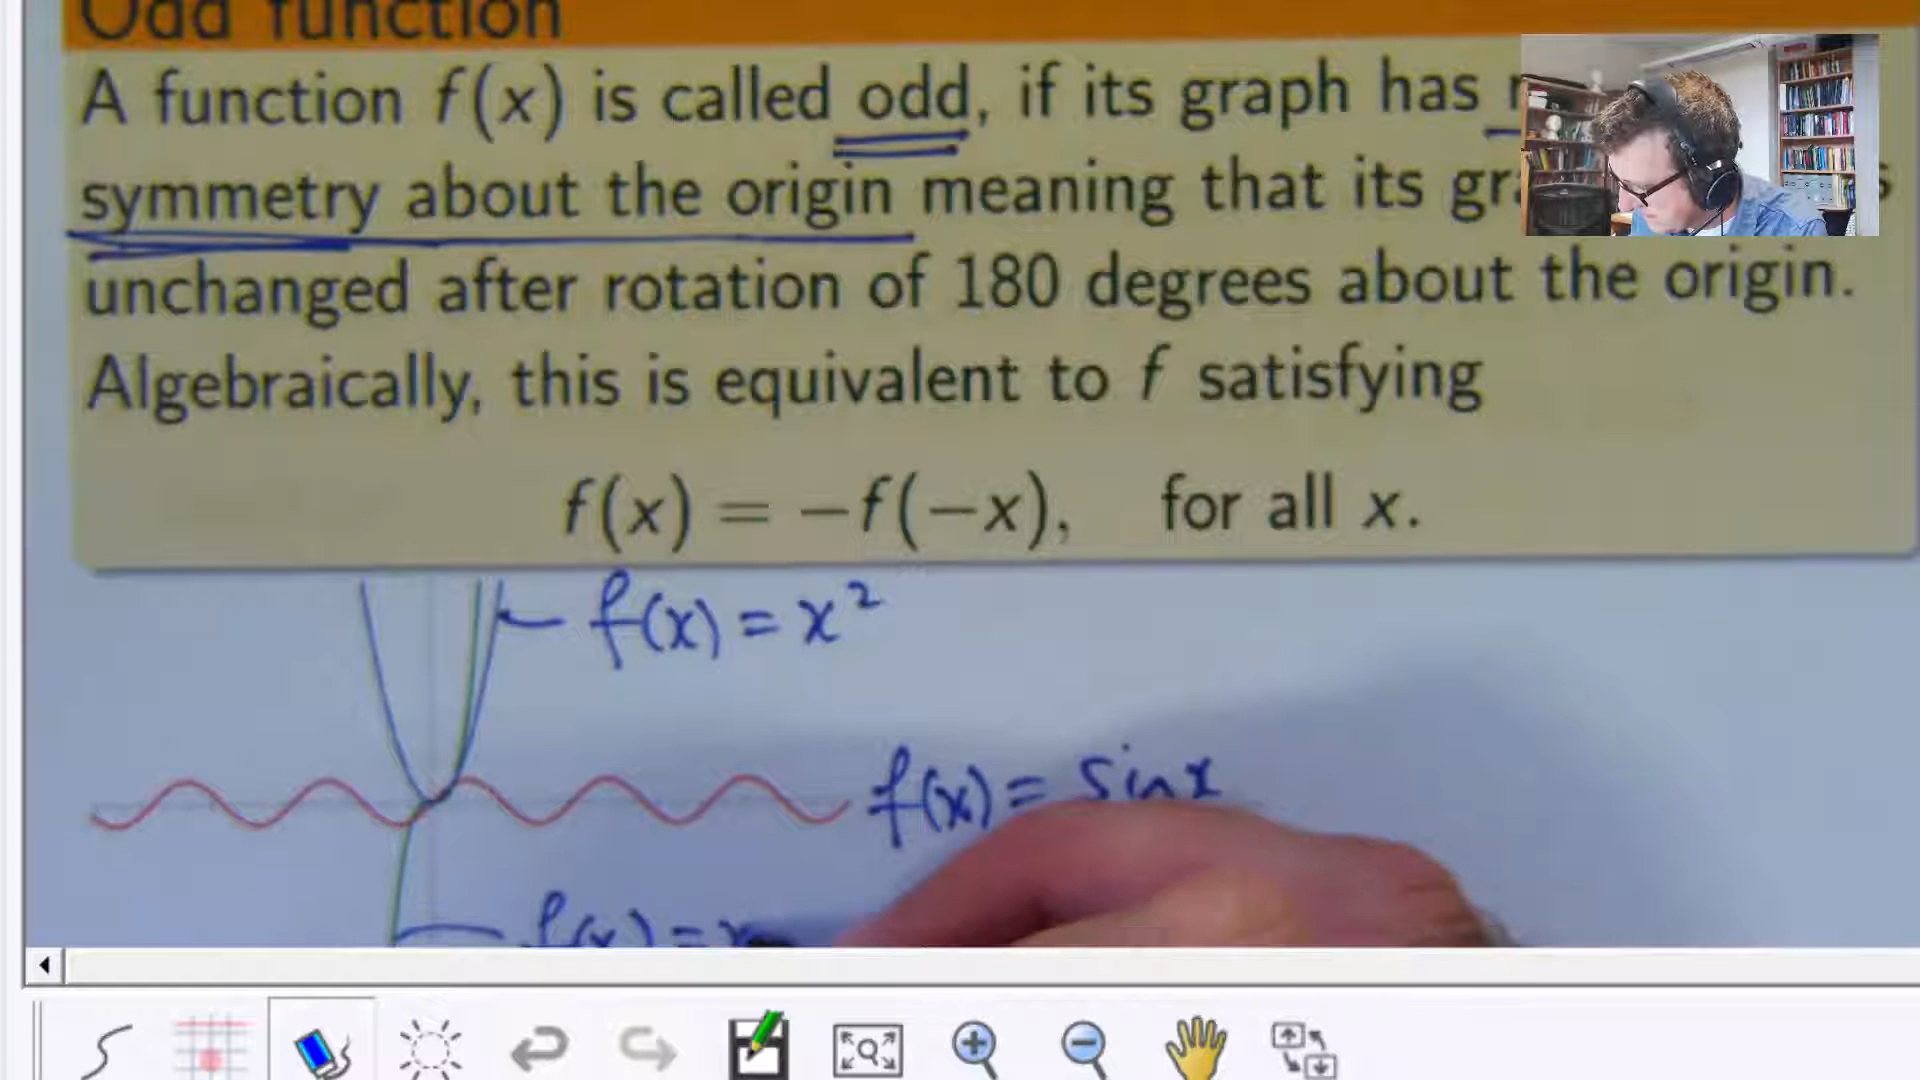 Odd function
A function f(x) is called odd, if its graph has
symmetry about the origin meaning that its
unchanged after rotation of 180 degrees about the origin.
Algebraically, this is equivalent to f satisfying
f(x) = −f(−x), for all x.
f(x) = x²
f(x) = sin x
f(x) = x